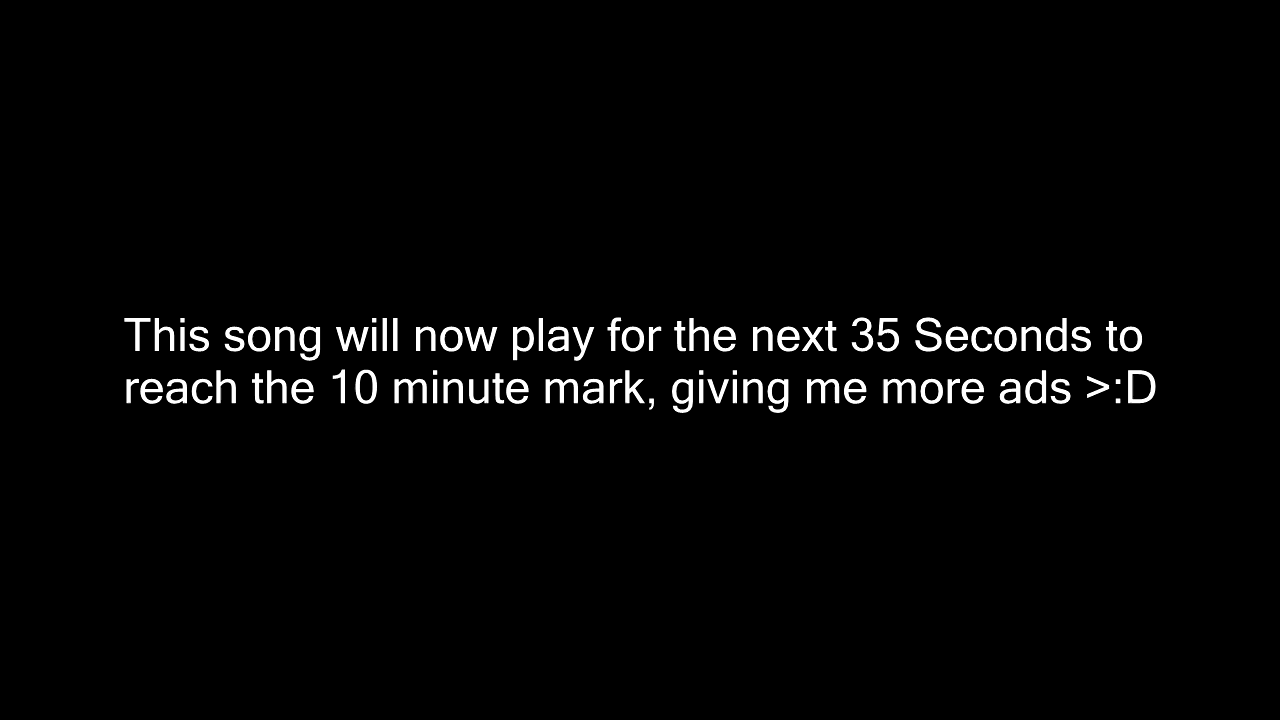 This song will now play for the next 35 Seconds to
reach the 10 minute mark, giving me more ads >:D